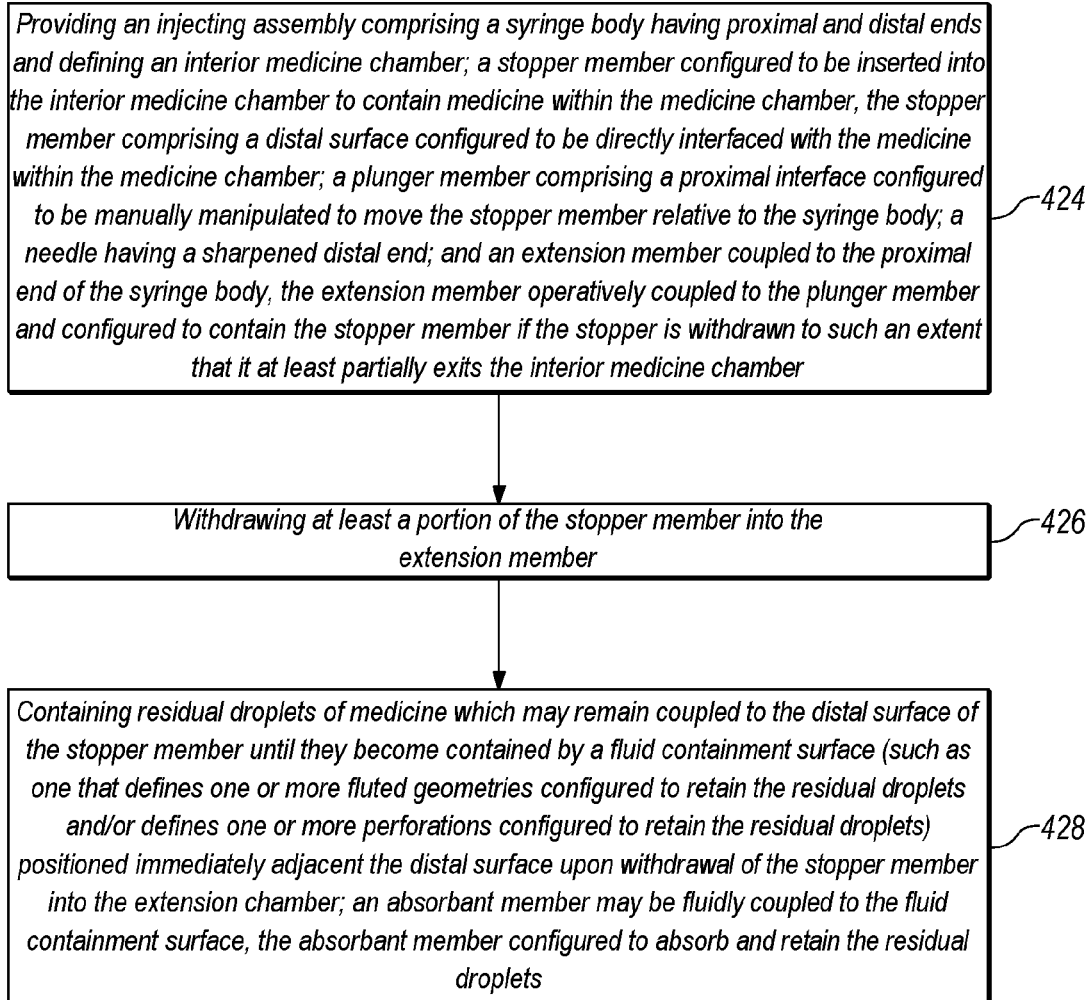 Providing an injecting assembly comprising a syringe body having proximal and distal ends
and defining an interior medicine chamber; a stopper member configured to be inserted into
the interior medicine chamber to contain medicine within the medicine chamber, the stopper
member comprising a distal surface configured to be directly interfaced with the medicine
within the medicine chamber; a plunger member comprising a proximal interface configured
to be manually manipulated to move the stopper member relative to the syringe body; a
needle having a sharpened distal end; and an extension member coupled to the proximal
end of the syringe body, the extension member operatively coupled to the plunger member
and configured to contain the stopper member if the stopper is withdrawn to such an extent
that it at least partially exits the interior medicine chamber
424
Withdrawing at least a portion of the stopper member into the
extension member
426
Containing residual droplets of medicine which may remain coupled to the distal surface of
the stopper member until they become contained by a fluid containment surface (such as
one that defines one or more fluted geometries configured to retain the residual droplets
and/or defines one or more perforations configured to retain the residual droplets)
positioned immediately adjacent the distal surface upon withdrawal of the stopper member
into the extension chamber; an absorbant member may be fluidly coupled to the fluid
containment surface, the absorbant member configured to absorb and retain the residual
droplets
428